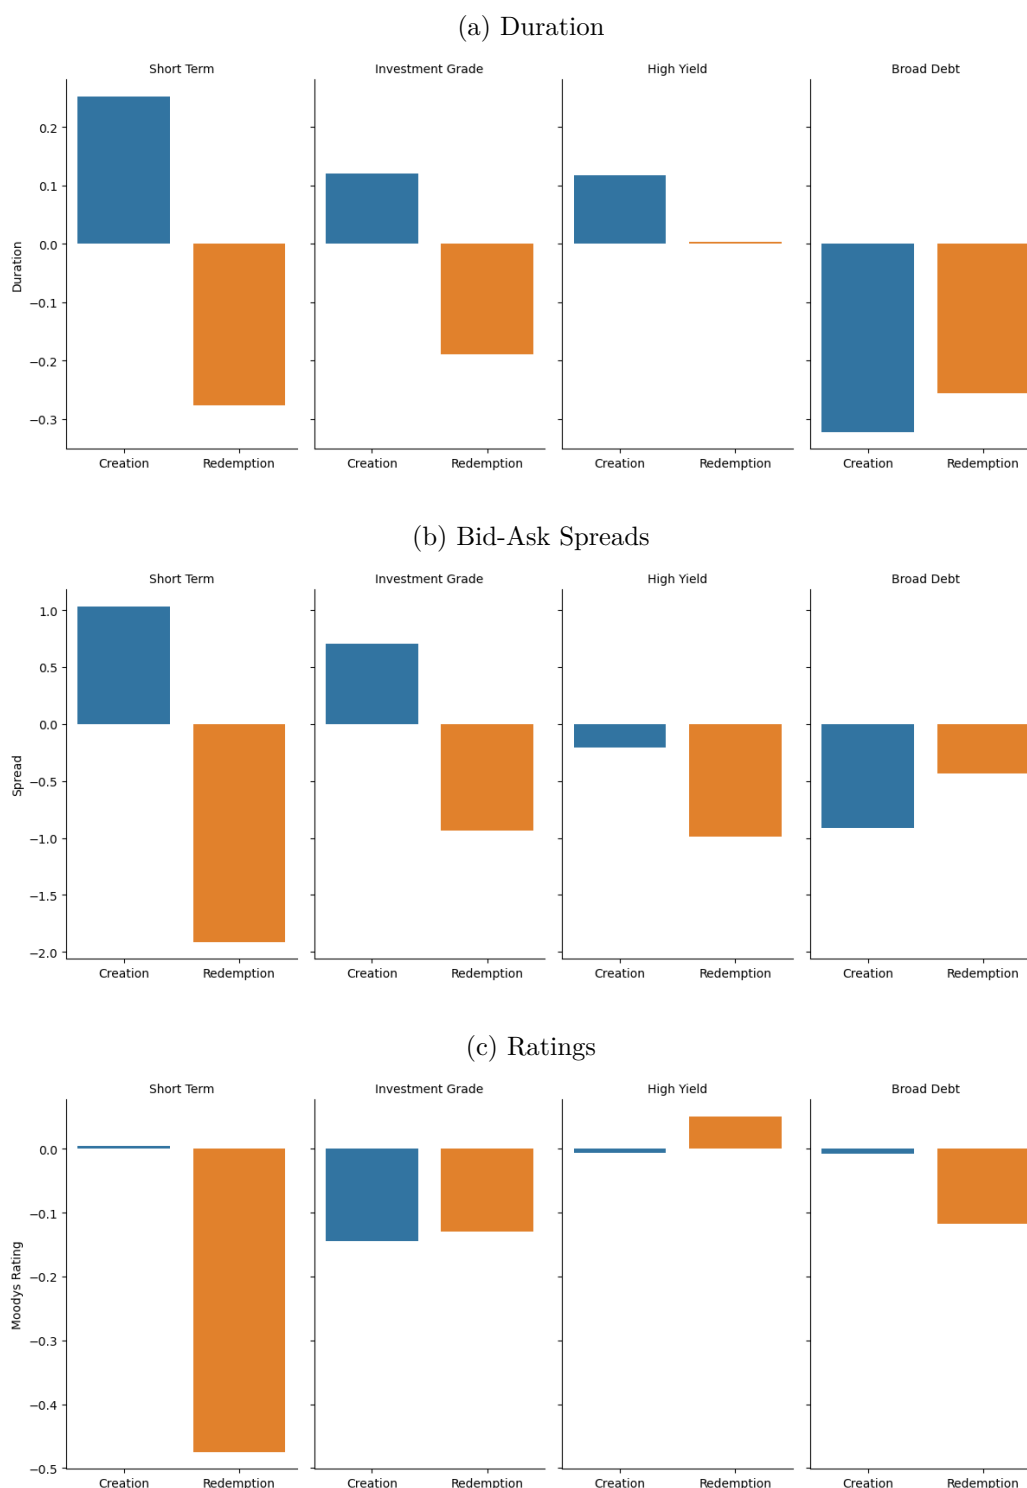 (a) Duration
Short Term
Investment Grade
High Yield
Broad Debt
Duration
0.2
0.1
0.0
−0.1
−0.2
−0.3
Creation
Redemption
Creation
Redemption
Creation
Redemption
Creation
Redemption
(b) Bid-Ask Spreads
Short Term
Investment Grade
High Yield
Broad Debt
Spread
1.0
0.5
0.0
−0.5
−1.0
−1.5
−2.0
Creation
Redemption
Creation
Redemption
Creation
Redemption
Creation
Redemption
(c) Ratings
Short Term
Investment Grade
High Yield
Broad Debt
Moodys Rating
0.0
−0.1
−0.2
−0.3
−0.4
−0.5
Creation
Redemption
Creation
Redemption
Creation
Redemption
Creation
Redemption